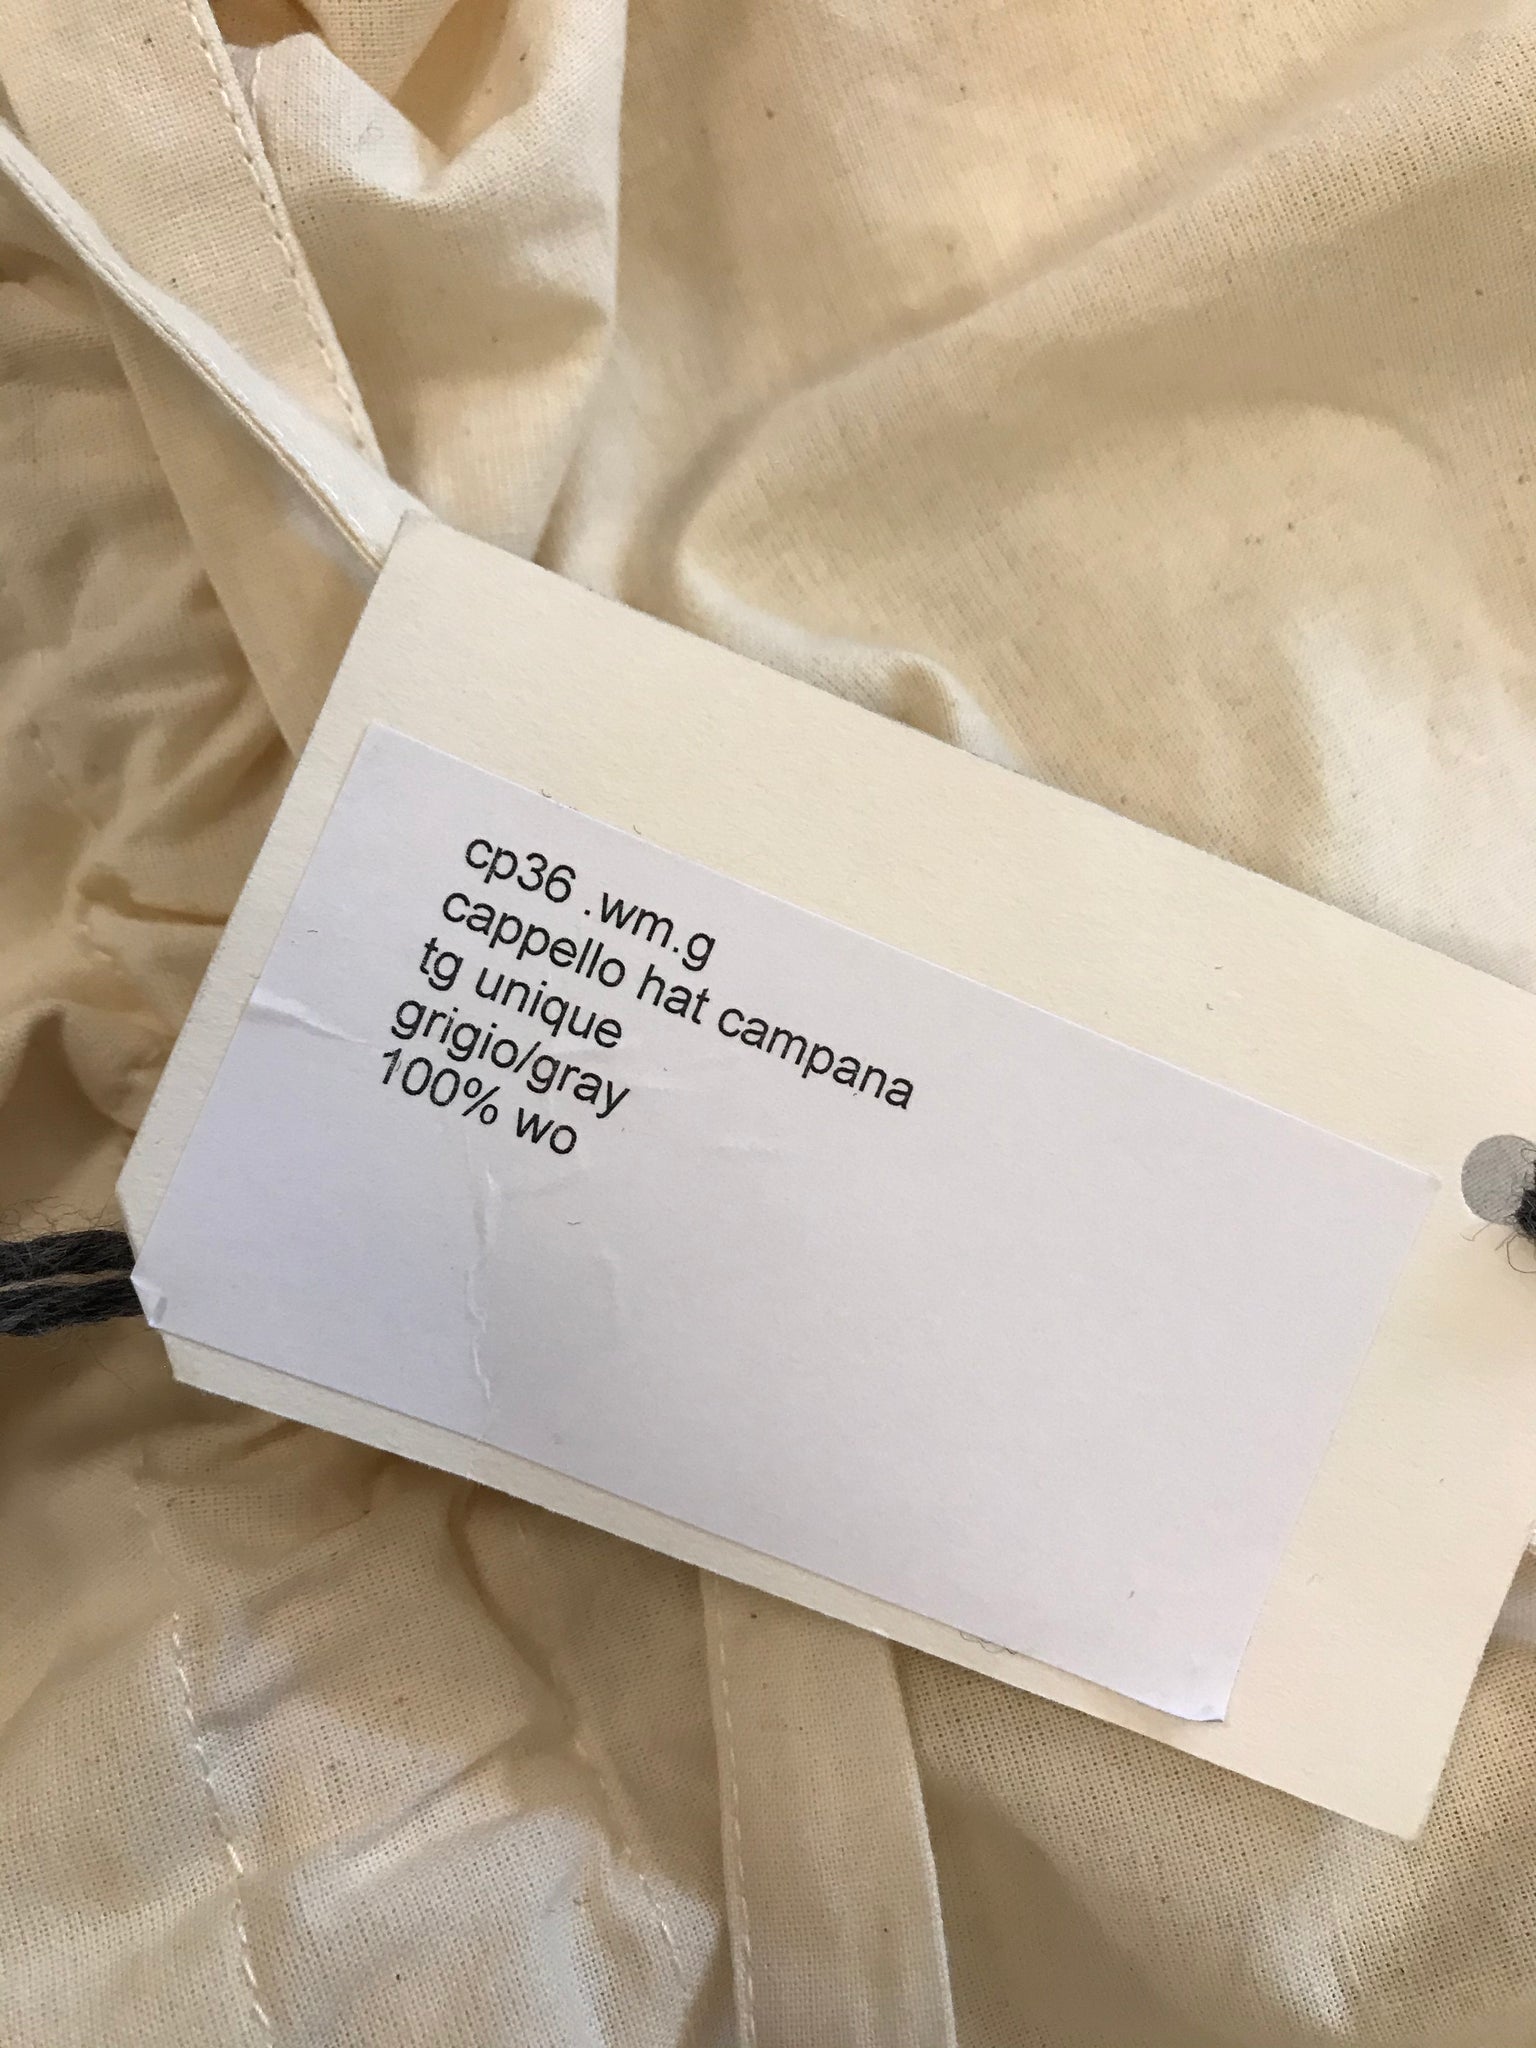 cp36 .wm.g
cappello hat campana
tg unique
grigio/gray
100% wo